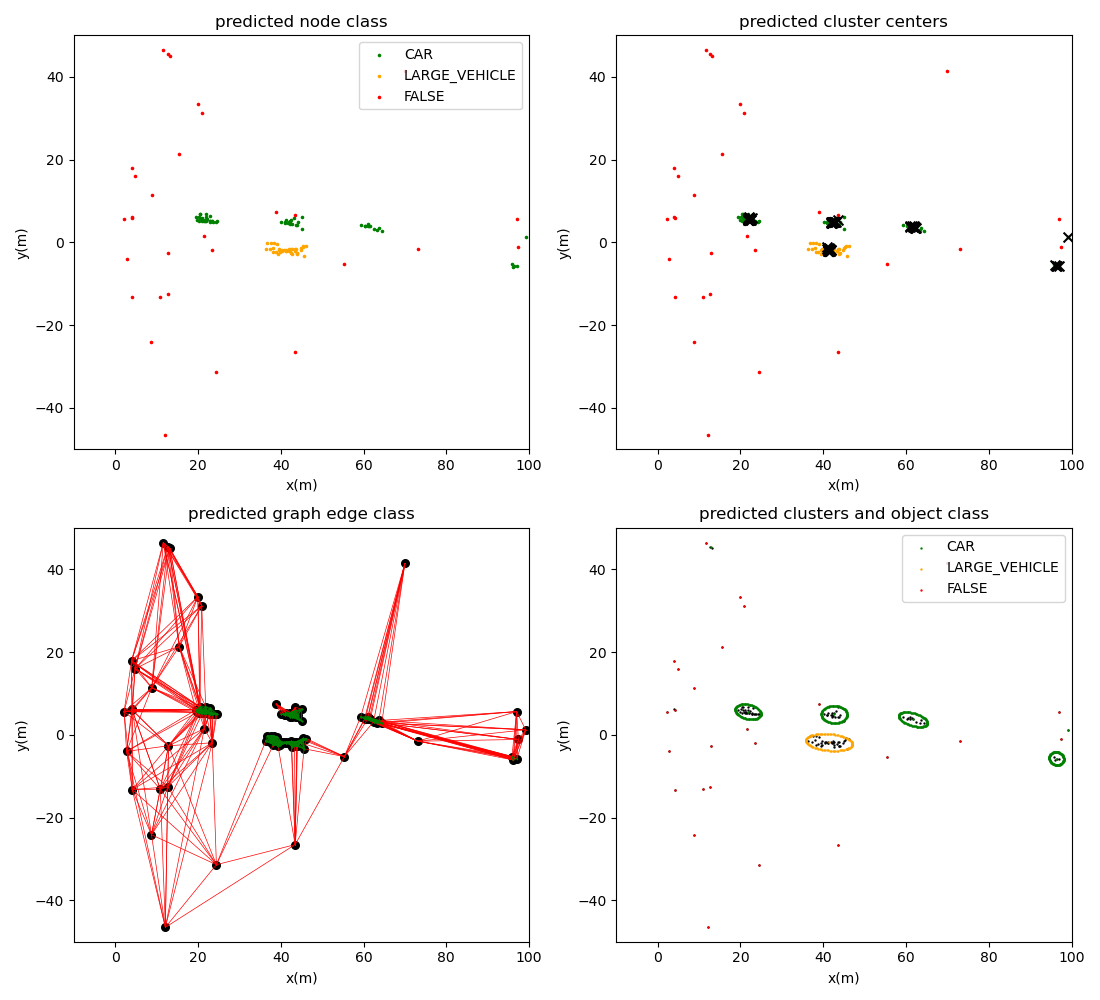 predicted node class
40
20
0
−20
−40
y(m)
0 20 40 60 80 100
x(m)
CAR
LARGE_VEHICLE
FALSE
predicted cluster centers
40
20
0
−20
−40
y(m)
0 20 40 60 80 100
x(m)
predicted graph edge class
40
20
0
−20
−40
y(m)
0 20 40 60 80 100
x(m)
predicted clusters and object class
40
20
0
−20
−40
y(m)
0 20 40 60 80 100
x(m)
CAR
LARGE_VEHICLE
FALSE